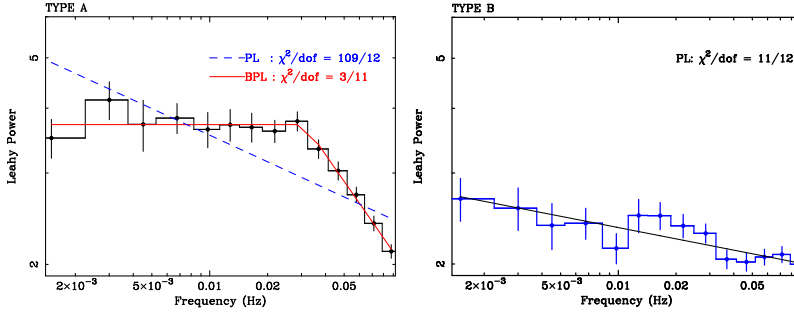 TYPE A
5
2
Leahy Power
PL : χ²/dof = 109/12
BPL : χ²/dof = 3/11
2×10⁻³ 5×10⁻³ 0.01 0.02 0.05
Frequency (Hz)
TYPE B
5
2
Leahy Power
PL: χ²/dof = 11/12
2×10⁻³ 5×10⁻³ 0.01 0.02 0.05
Frequency (Hz)